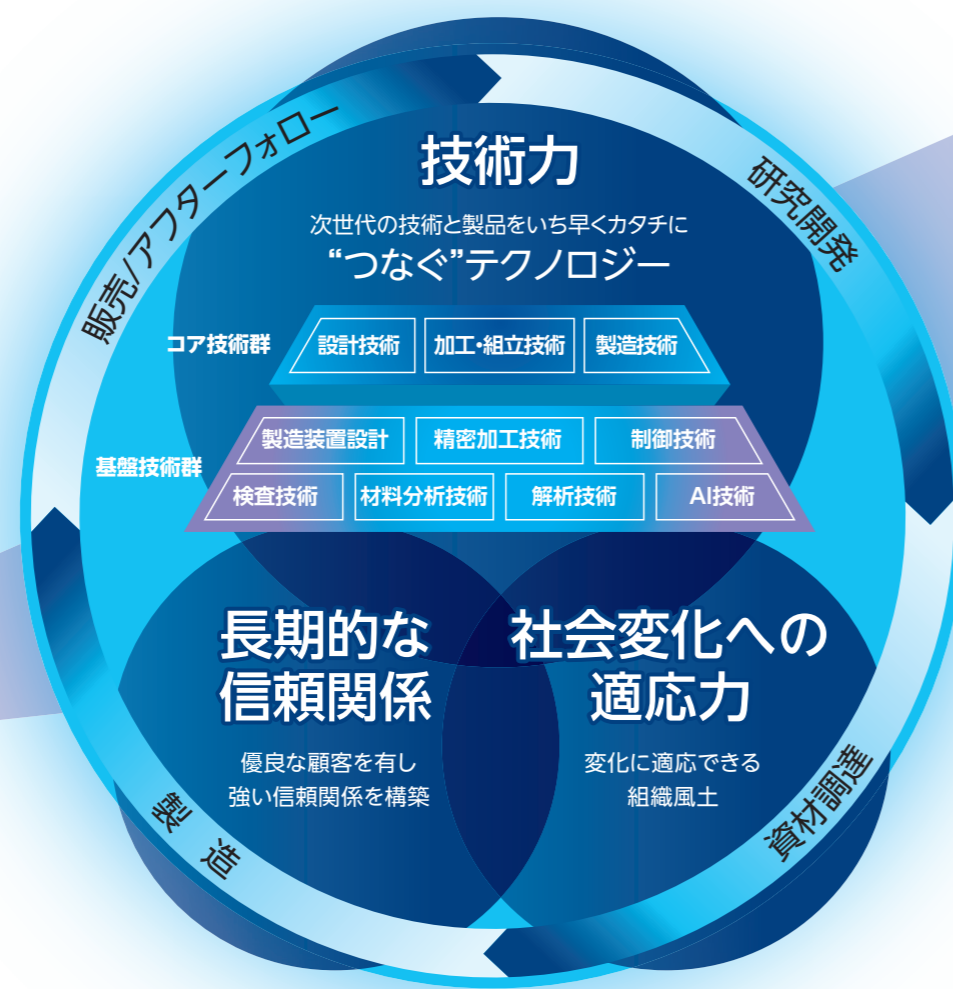 技術力
次世代の技術と製品をいち早くカタチに
“つなぐ”テクノロジー
コア技術群
設計技術
加工・組立技術
製造技術
基盤技術群
製造装置設計
精密加工技術
制御技術
検査技術
材料分析技術
解析技術
AI技術
長期的な
信頼関係
優良な顧客を有し
強い信頼関係を構築
社会変化への
適応力
変化に適応できる
組織風土
研究開発
資材調達
製造
販売/アフターフォロー